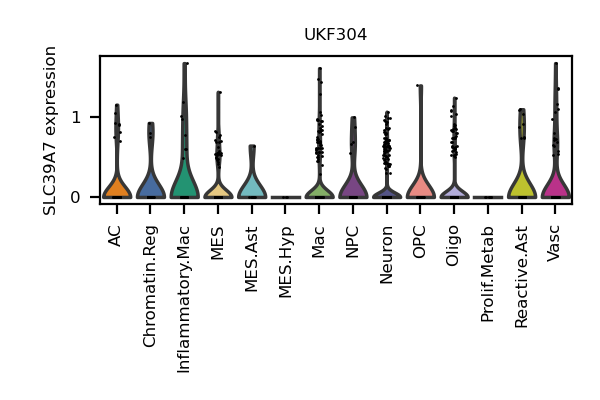 UKF304
SLC39A7 expression
1
0
AC
Chromatin.Reg
Inflammatory.Mac
MES
MES.Ast
MES.Hyp
Mac
NPC
Neuron
OPC
Oligo
Prolif.Metab
Reactive.Ast
Vasc